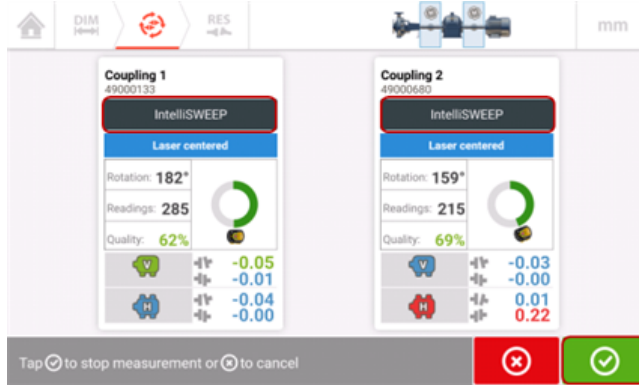 DIM
RES
mm
Coupling 1
49000133
IntelliSWEEP
Laser centered
Rotation: 182°
Readings: 285
Quality: 62%
V
-0.05
-0.01
H
-0.04
-0.00
Coupling 2
49000680
IntelliSWEEP
Laser centered
Rotation: 159°
Readings: 215
Quality: 69%
V
-0.03
-0.00
H
0.01
0.22
Tap to stop measurement or to cancel